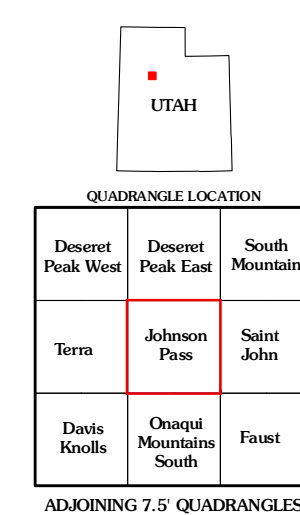 UTAH
QUADRANGLE LOCATION
Deseret
Peak West
Deseret
Peak East
South
Mountain
Terra
Johnson
Pass
Saint
John
Davis
Knolls
Onaqui
Mountains
South
Faust
ADJOINING 7.5' QUADRANGLES